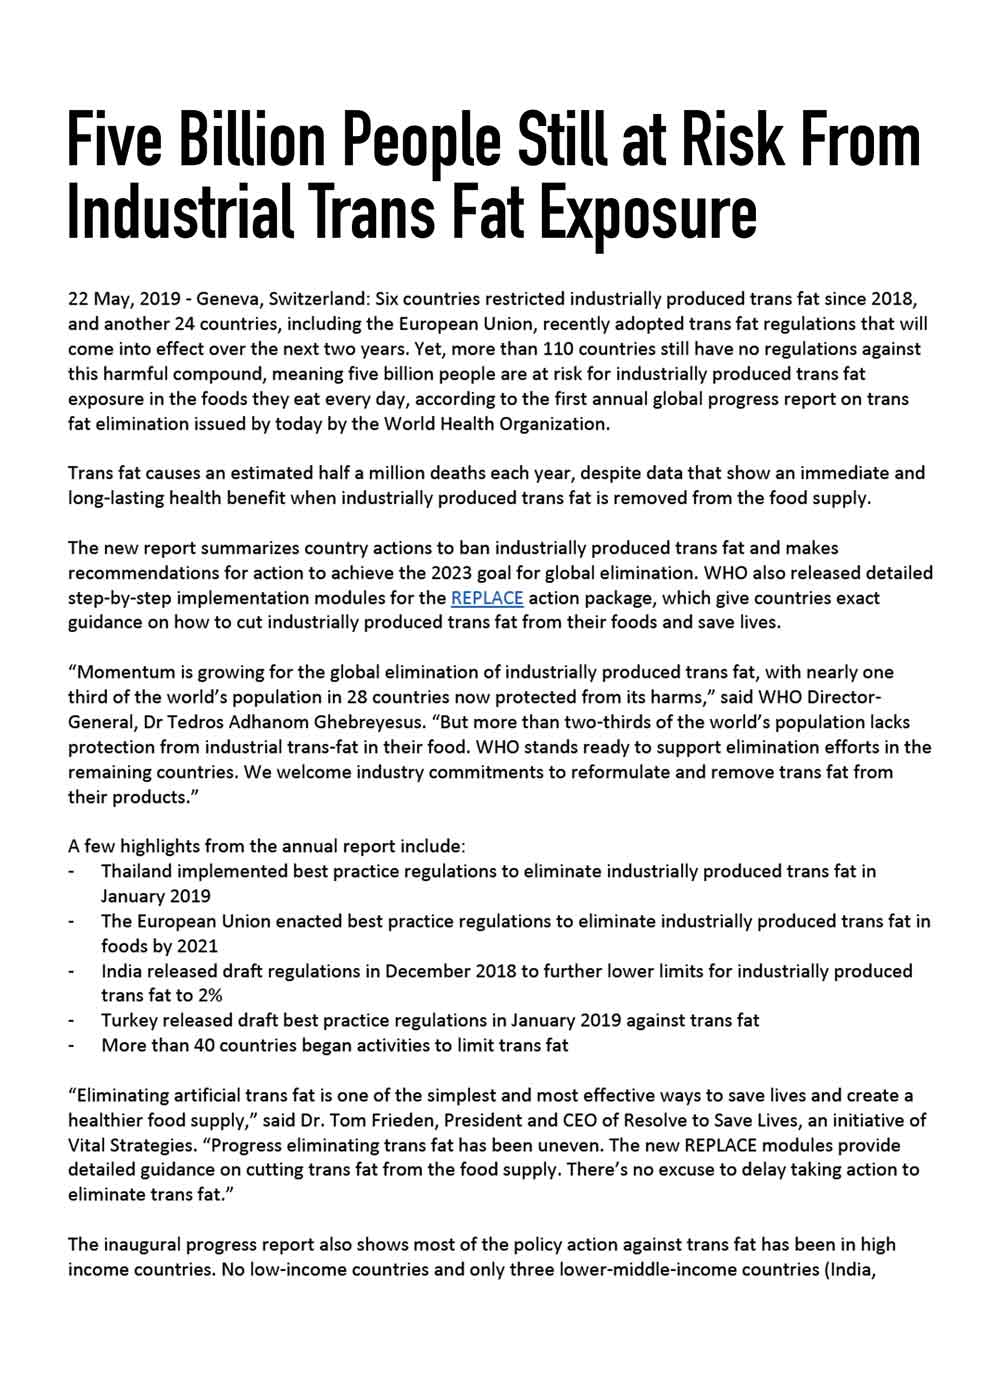 Five Billion People Still at Risk From
Industrial Trans Fat Exposure
22 May, 2019 - Geneva, Switzerland: Six countries restricted industrially produced trans fat since 2018,
and another 24 countries, including the European Union, recently adopted trans fat regulations that will
come into effect over the next two years. Yet, more than 110 countries still have no regulations against
this harmful compound, meaning five billion people are at risk for industrially produced trans fat
exposure in the foods they eat every day, according to the first annual global progress report on trans
fat elimination issued by today by the World Health Organization.
Trans fat causes an estimated half a million deaths each year, despite data that show an immediate and
long-lasting health benefit when industrially produced trans fat is removed from the food supply.
The new report summarizes country actions to ban industrially produced trans fat and makes
recommendations for action to achieve the 2023 goal for global elimination. WHO also released detailed
step-by-step implementation modules for the REPLACE action package, which give countries exact
guidance on how to cut industrially produced trans fat from their foods and save lives.
“Momentum is growing for the global elimination of industrially produced trans fat, with nearly one
third of the world’s population in 28 countries now protected from its harms,” said WHO Director-
General, Dr Tedros Adhanom Ghebreyesus. “But more than two-thirds of the world’s population lacks
protection from industrial trans-fat in their food. WHO stands ready to support elimination efforts in the
remaining countries. We welcome industry commitments to reformulate and remove trans fat from
their products.”
A few highlights from the annual report include:
- Thailand implemented best practice regulations to eliminate industrially produced trans fat in
January 2019
- The European Union enacted best practice regulations to eliminate industrially produced trans fat in
foods by 2021
- India released draft regulations in December 2018 to further lower limits for industrially produced
trans fat to 2%
- Turkey released draft best practice regulations in January 2019 against trans fat
- More than 40 countries began activities to limit trans fat
“Eliminating artificial trans fat is one of the simplest and most effective ways to save lives and create a
healthier food supply,” said Dr. Tom Frieden, President and CEO of Resolve to Save Lives, an initiative of
Vital Strategies. “Progress eliminating trans fat has been uneven. The new REPLACE modules provide
detailed guidance on cutting trans fat from the food supply. There’s no excuse to delay taking action to
eliminate trans fat.”
The inaugural progress report also shows most of the policy action against trans fat has been in high
income countries. No low-income countries and only three lower-middle-income countries (India,